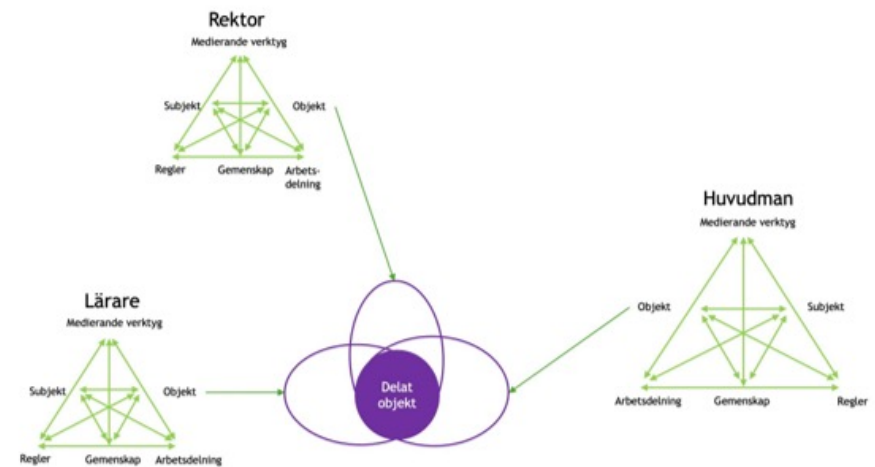 Rektor
Medierande verktyg
Subjekt
Objekt
Regler
Gemenskap
Arbets-
delning
Huvudman
Medierande verktyg
Objekt
Subjekt
Arbetsdelning
Gemenskap
Regler
Lärare
Medierande verktyg
Subjekt
Objekt
Regler
Gemenskap
Arbetsdelning
Delat
objekt